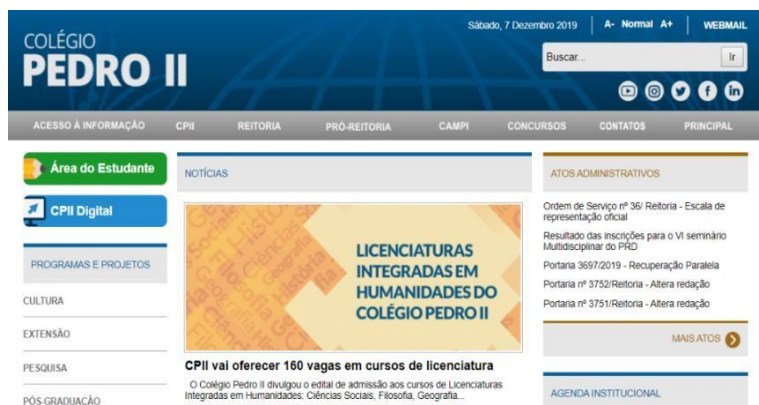 Sábado, 7 Dezembro 2019
A- Normal A+
WEBMAIL
COLÉGIO
PEDRO II
Buscar...
Ir
ACESSO À INFORMAÇÃO CPII REITORIA PRÓ-REITORIA CAMPI CONCURSOS CONTATOS PRINCIPAL
Área do Estudante
CPII Digital
PROGRAMAS E PROJETOS
CULTURA
EXTENSÃO
PESQUISA
PÓS-GRADUAÇÃO
NOTÍCIAS
LICENCIATURAS
INTEGRADAS EM
HUMANIDADES DO
COLÉGIO PEDRO II
CPII vai oferecer 160 vagas em cursos de licenciatura
O Colégio Pedro II divulgou o edital de admissão aos cursos de Licenciaturas
Integradas em Humanidades: Ciências Sociais, Filosofia, Geografia...
ATOS ADMINISTRATIVOS
Ordem de Serviço nº 36/ Reitoria - Escala de
representação oficial
Resultado das inscrições para o VI seminário
Multidisciplinar do PRD
Portaria 3697/2019 - Recuperação Paralela
Portaria nº 3752/Reitoria - Altera redação
Portaria nº 3751/Reitoria - Altera redação
MAIS ATOS
AGENDA INSTITUCIONAL